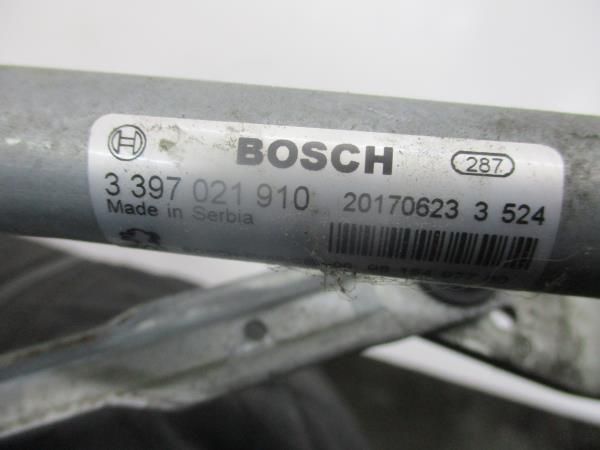 BOSCH 287
3 397 021 910 20170623 3 524
Made in Serbia